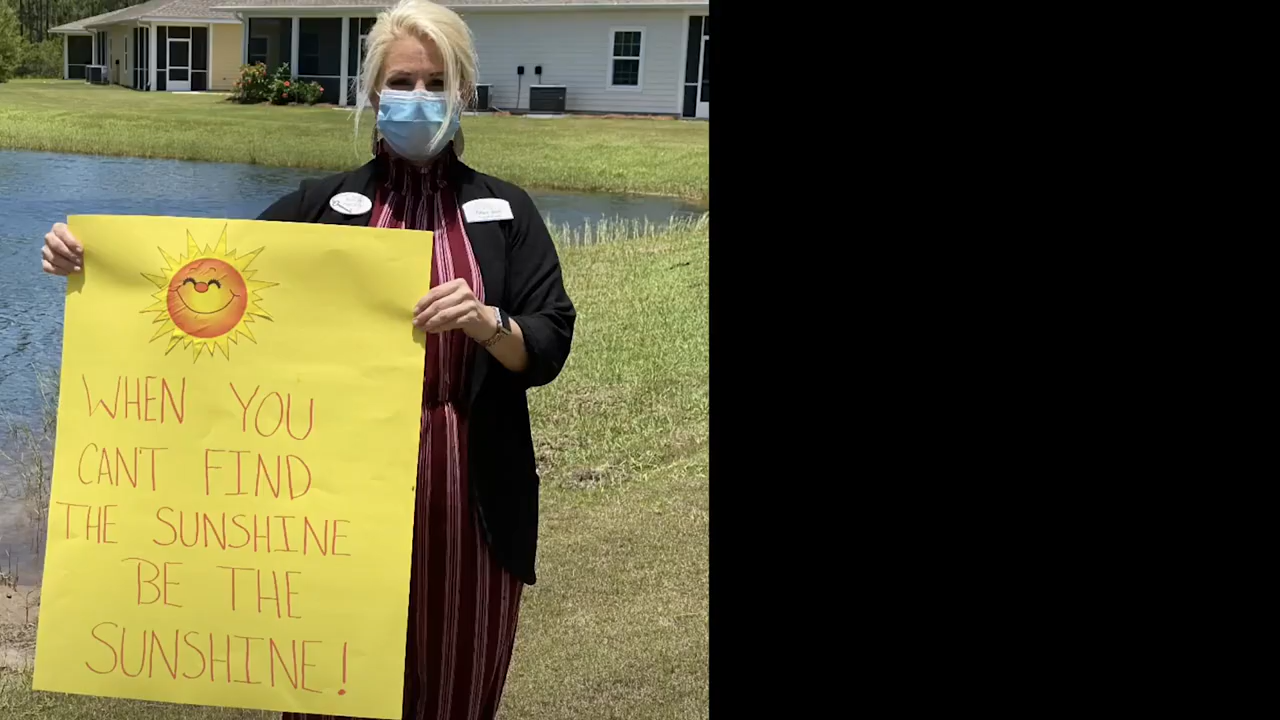 WHEN YOU
CAN'T FIND
THE SUNSHINE
BE THE
SUNSHINE!